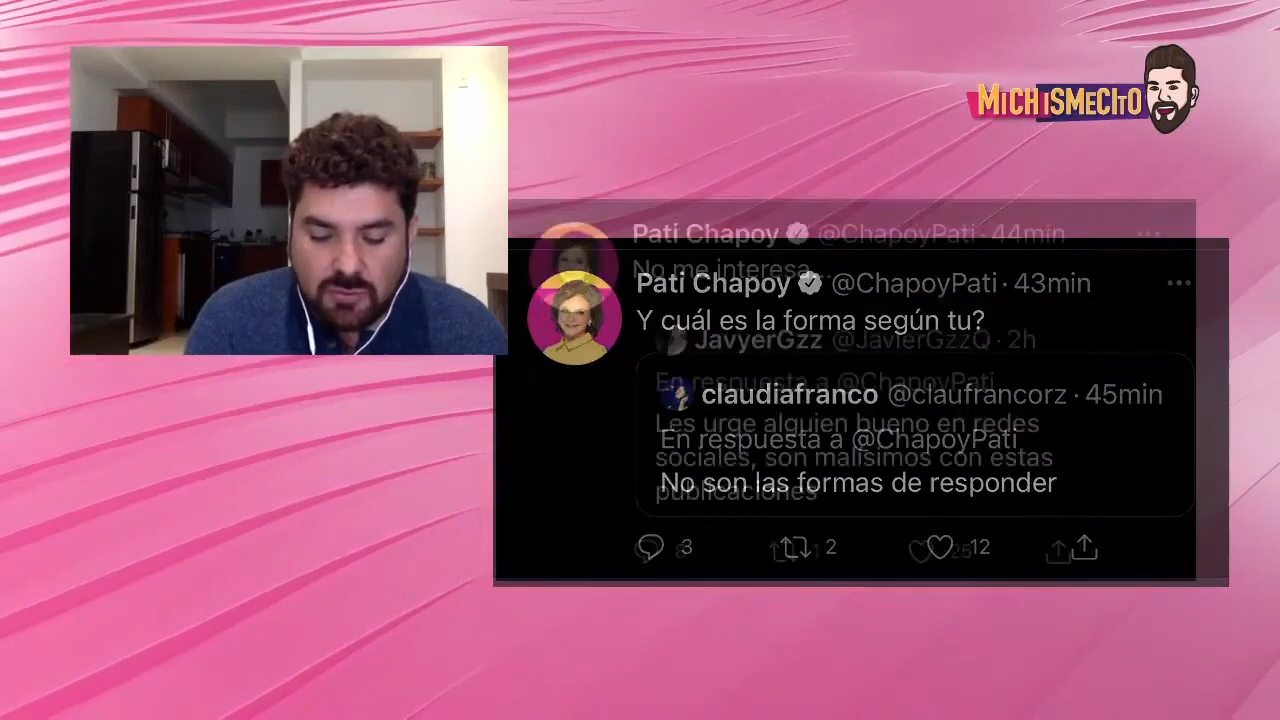 MiCHiSMECITO
Pati Chapoy @ChapoyPati · 44min
No me interesa...
Pati Chapoy @ChapoyPati · 43min
Y cuál es la forma según tu?
JavyerGzz @JavierGzzQ · 2h
En respuesta a @ChapoyPati
claudiafranco @claufrancorz · 45min
Les urge alguien bueno en redes
En respuesta a @ChapoyPati
sociales, son malísimos con estas
No son las formas de responder
publicaciones
3 2 12